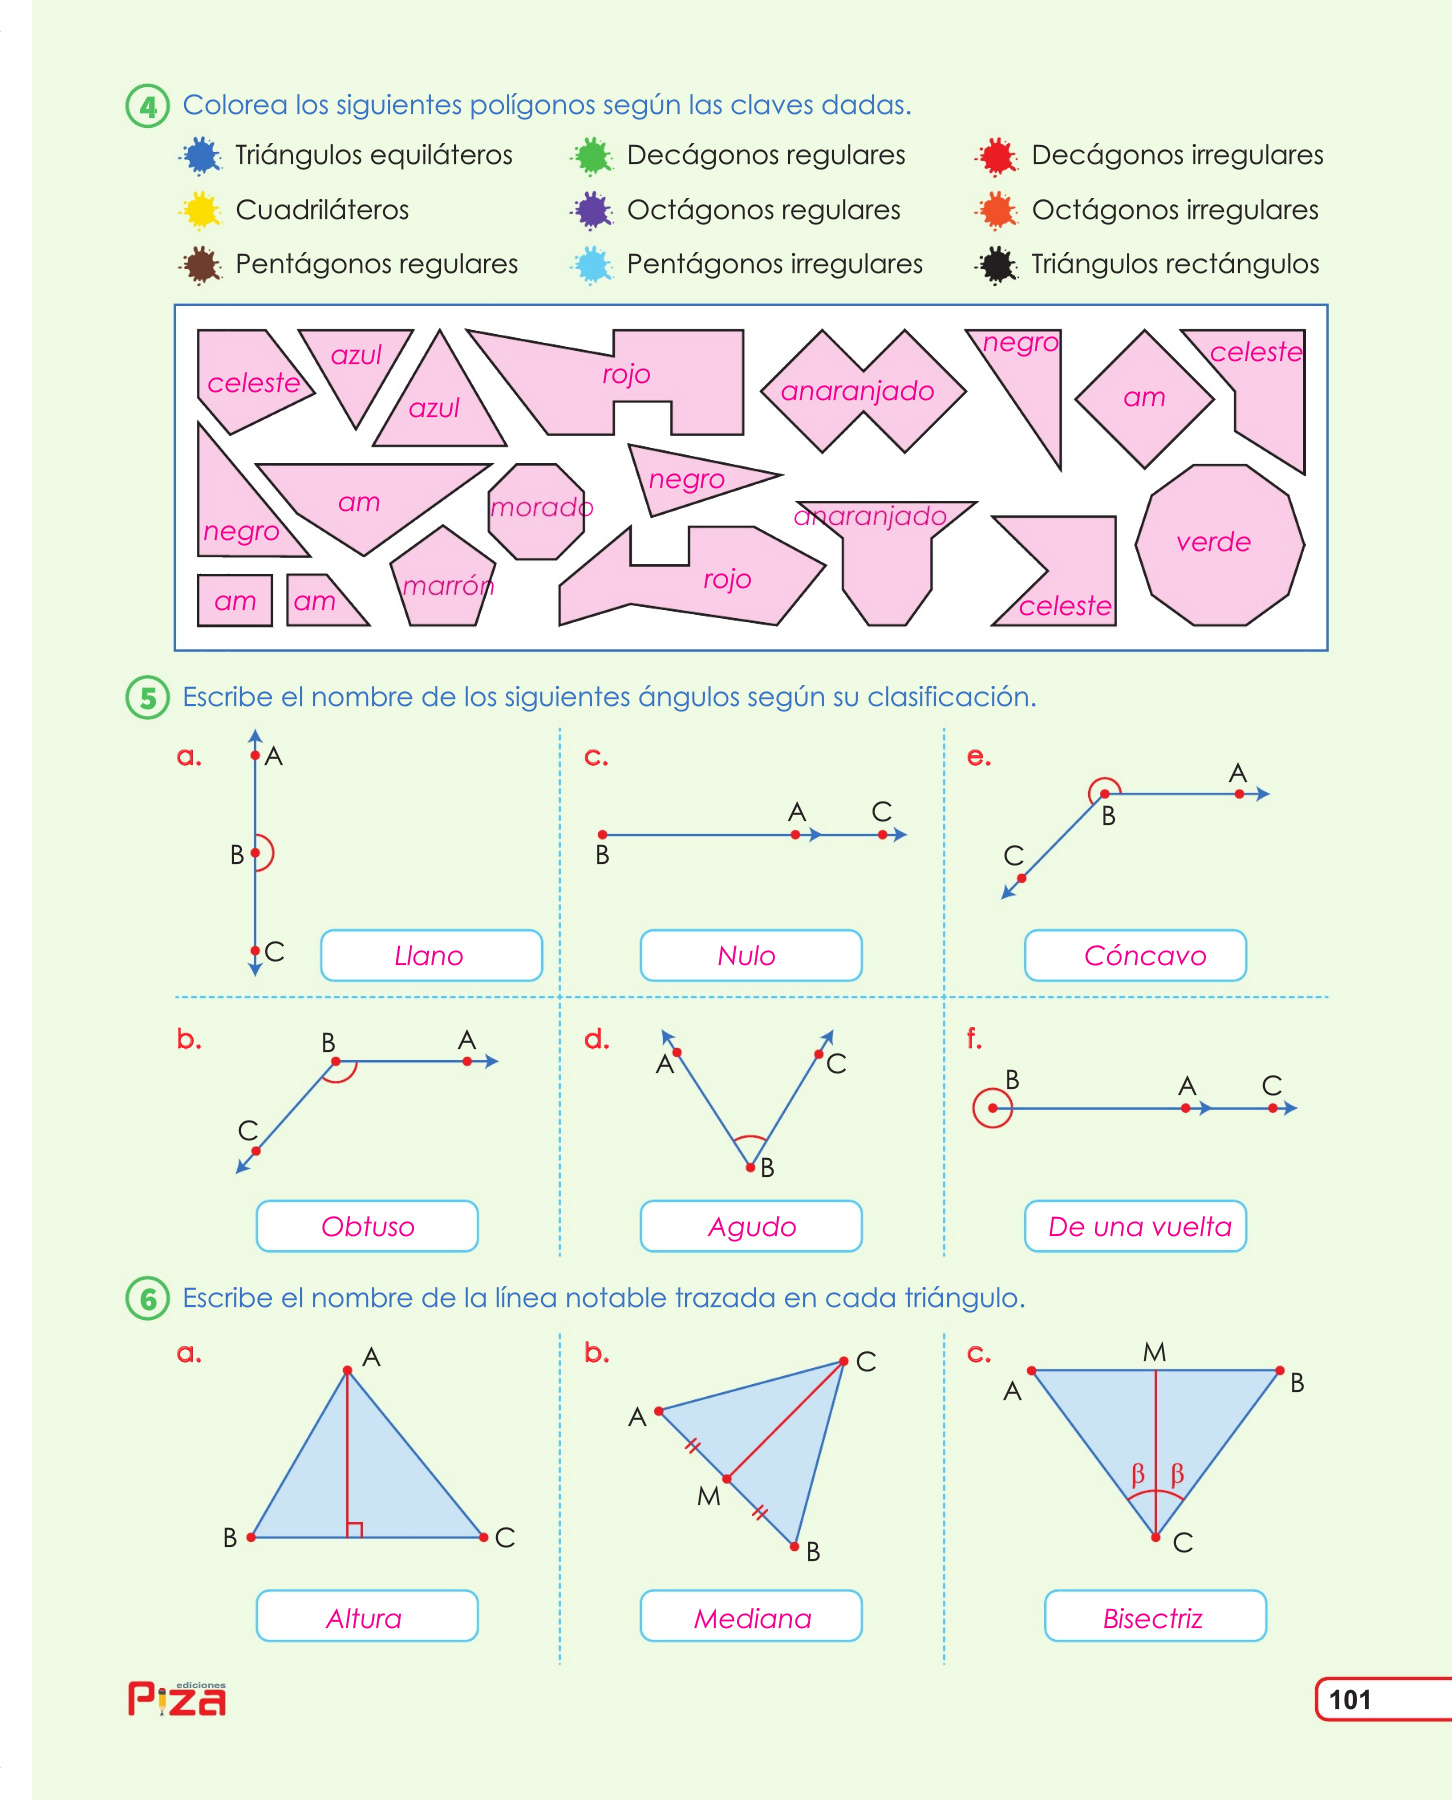 4 Colorea los siguientes polígonos según las claves dadas.
Triángulos equiláteros Decágonos regulares Decágonos irregulares
Cuadriláteros Octágonos regulares Octágonos irregulares
Pentágonos regulares Pentágonos irregulares Triángulos rectángulos
celeste
azul
azul
rojo
anaranjado
negro
am
celeste
negro
am
morado
negro
anaranjado
verde
am
am
marrón
rojo
celeste
5 Escribe el nombre de los siguientes ángulos según su clasificación.
a.
A
B
C
Llano
c.
A C
B
Nulo
e.
A
B
C
Cóncavo
b.
B A
C
Obtuso
d.
A C
B
Agudo
f.
B A C
De una vuelta
6 Escribe el nombre de la línea notable trazada en cada triángulo.
a.
A
B C
Altura
b.
C
A
M
B
Mediana
c.
M
A B
β β
C
Bisectriz
ediciones
Piza
101